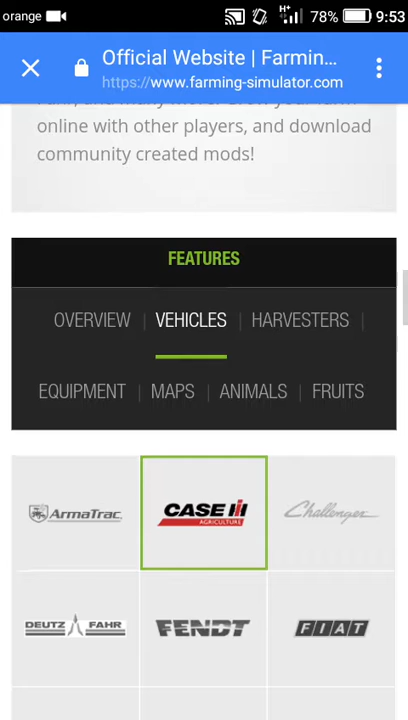 orange H+ 78% 9:53
Official Website | Farmin...
https://www.farming-simulator.com
online with other players, and download
community created mods!
FEATURES
OVERVIEW | VEHICLES | HARVESTERS |
EQUIPMENT | MAPS | ANIMALS | FRUITS
ArmaTrac
CASE IH
AGRICULTURE
Challenger
DEUTZ FAHR
FENDT
FIAT